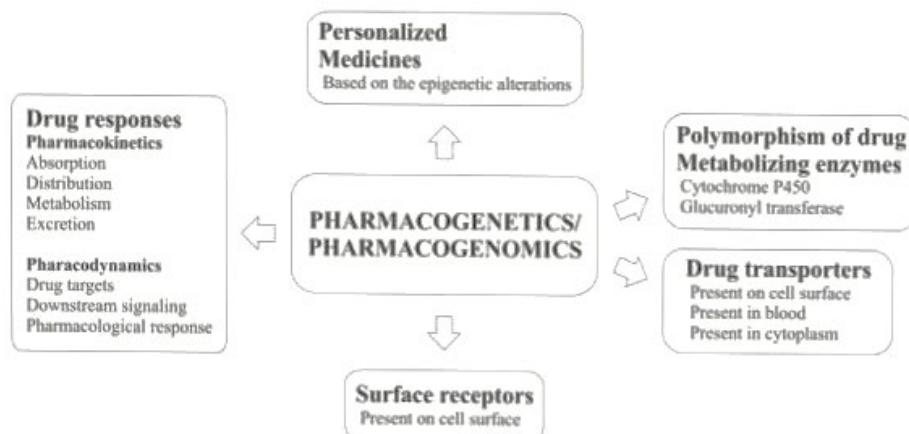 Personalized
Medicines
Based on the epigenetic alterations
Drug responses
Pharmacokinetics
Absorption
Distribution
Metabolism
Excretion
Pharacodynamics
Drug targets
Downstream signaling
Pharmacological response
PHARMACOGENETICS/
PHARMACOGENOMICS
Polymorphism of drug
Metabolizing enzymes
Cytochrome P450
Glucuronyl transferase
Drug transporters
Present on cell surface
Present in blood
Present in cytoplasm
Surface receptors
Present on cell surface